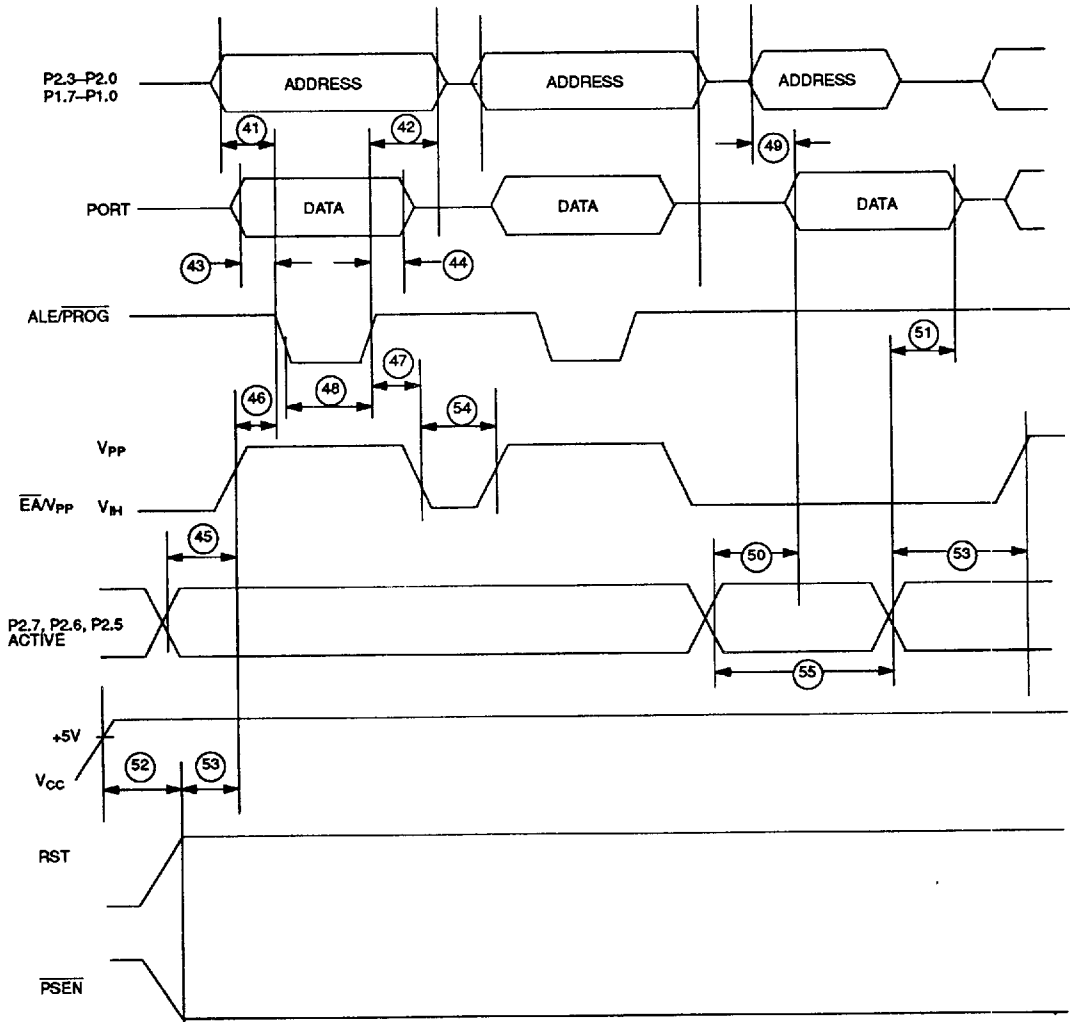 P2.3–P2.0
P1.7–P1.0
ADDRESS
ADDRESS
ADDRESS
41
42
49
PORT
DATA
DATA
DATA
43
44
ALE/PROG
51
47
46
48
54
VPP
EA/VPP VIH
45
50
53
P2.7, P2.6, P2.5
ACTIVE
55
+5V
52
53
VCC
RST
PSEN